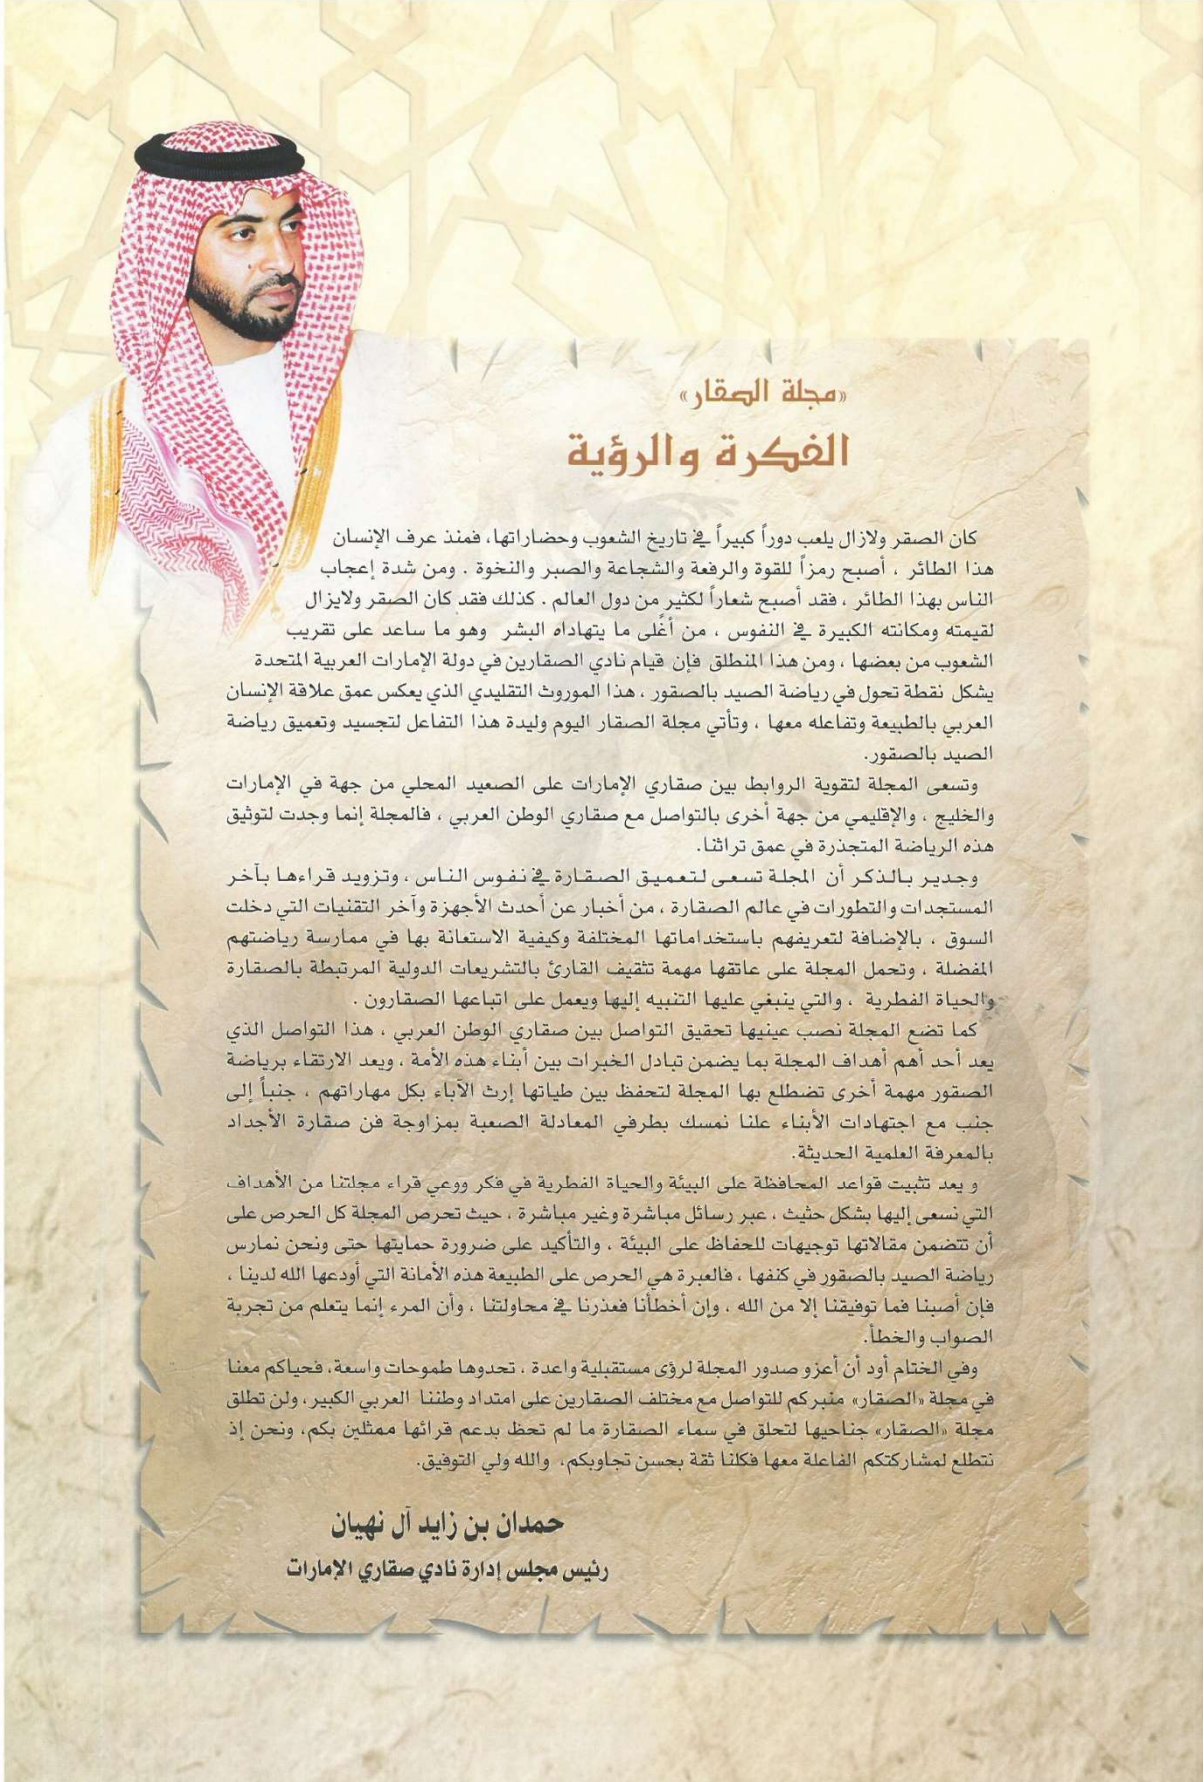 «مجلة الصقار»
الفكرة والرؤية
كان الصقر ولازال يلعب دوراً كبيراً في تاريخ الشعوب وحضاراتها، فمنذ عرف الإنسان
هذا الطائر ، أصبح رمزاً للقوة والرفعة والشجاعة والصبر والنخوة . ومن شدة إعجاب
الناس بهذا الطائر ، فقد أصبح شعاراً لكثير من دول العالم . كذلك فقد كان الصقر ولايزال
لقيمته ومكانته الكبيرة في النفوس ، من أغلى ما يتهاداه البشر وهو ما ساعد على تقريب
الشعوب من بعضها ، ومن هذا المنطلق فإن قيام نادي الصقارين في دولة الإمارات العربية المتحدة
يشكل نقطة تحول في رياضة الصيد بالصقور ، هذا الموروث التقليدي الذي يعكس عمق علاقة الإنسان
العربي بالطبيعة وتفاعله معها ، وتأتي مجلة الصقار اليوم وليدة هذا التفاعل لتجسيد وتعميق رياضة
الصيد بالصقور.
وتسعى المجلة لتقوية الروابط بين صقاري الإمارات على الصعيد المحلي من جهة في الإمارات
والخليج ، والإقليمي من جهة أخرى بالتواصل مع صقاري الوطن العربي ، فالمجلة إنما وجدت لتوثيق
هذه الرياضة المتجذرة في عمق تراثنا.
وجدير بالذكر أن المجلة تسعى لتعميق الصقارة في نفوس الناس ، وتزويد قراءها بآخر
المستجدات والتطورات في عالم الصقارة ، من أخبار عن أحدث الأجهزة وآخر التقنيات التي دخلت
السوق ، بالإضافة لتعريفهم باستخداماتها المختلفة وكيفية الاستعانة بها في ممارسة رياضتهم
المفضلة ، وتحمل المجلة على عاتقها مهمة تثقيف القارئ بالتشريعات الدولية المرتبطة بالصقارة
والحياة الفطرية ، والتي ينبغي عليها التنبيه إليها ويعمل على اتباعها الصقارون .
كما تضع المجلة نصب عينيها تحقيق التواصل بين صقاري الوطن العربي ، هذا التواصل الذي
يعد أحد أهم أهداف المجلة بما يضمن تبادل الخبرات بين أبناء هذه الأمة ، ويعد الارتقاء برياضة
الصقور مهمة أخرى تضطلع بها المجلة لتحفظ بين طياتها إرث الآباء بكل مهاراتهم ، جنباً إلى
جنب مع اجتهادات الأبناء علنا نمسك بطرفي المعادلة الصعبة بمزاوجة فن صقارة الأجداد
بالمعرفة العلمية الحديثة.
و يعد تثبيت قواعد المحافظة على البيئة والحياة الفطرية في فكر ووعي قراء مجلتنا من الأهداف
التي نسعى إليها بشكل حثيث ، عبر رسائل مباشرة وغير مباشرة ، حيث تحرص المجلة كل الحرص على
أن تتضمن مقالاتها توجيهات للحفاظ على البيئة ، والتأكيد على ضرورة حمايتها حتى ونحن نمارس
رياضة الصيد بالصقور في كنفها ، فالعبرة هي الحرص على الطبيعة هذه الأمانة التي أودعها الله لدينا ،
فإن أصبنا فما توفيقنا إلا من الله ، وإن أخطأنا فعذرنا في محاولتنا ، وأن المرء إنما يتعلم من تجربة
الصواب والخطأ.
وفي الختام أود أن أعزو صدور المجلة لرؤى مستقبلية واعدة ، تحدوها طموحات واسعة، فحياكم معنا
في مجلة «الصقار» منبركم للتواصل مع مختلف الصقارين على امتداد وطننا العربي الكبير، ولن تطلق
مجلة «الصقار» جناحيها لتحلق في سماء الصقارة ما لم تحظ بدعم قرائها ممثلين بكم، ونحن إذ
نتطلع لمشاركتكم الفاعلة معها فكلنا ثقة بحسن تجاوبكم، والله ولي التوفيق.
حمدان بن زايد آل نهيان
رئيس مجلس إدارة نادي صقاري الإمارات